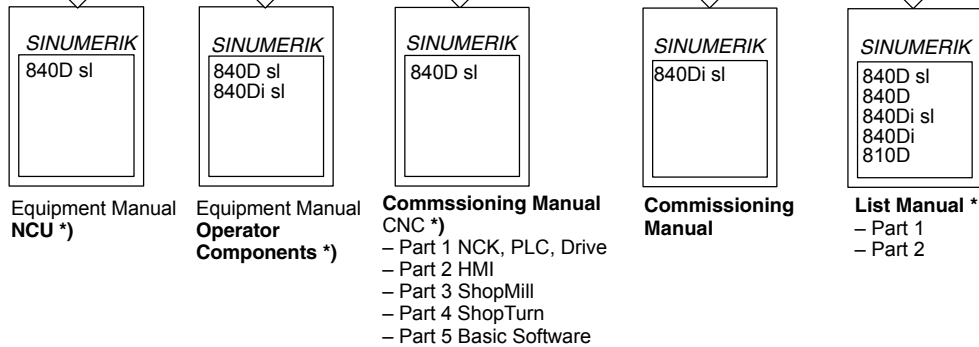 SINUMERIK
840D sl
Equipment Manual
NCU *)
SINUMERIK
840D sl
840Di sl
Equipment Manual
Operator
Components *)
SINUMERIK
840D sl
Commssioning Manual
CNC *)
– Part 1 NCK, PLC, Drive
– Part 2 HMI
– Part 3 ShopMill
– Part 4 ShopTurn
– Part 5 Basic Software
SINUMERIK
840Di sl
Commissioning
Manual
SINUMERIK
840D sl
840D
840Di sl
840Di
810D
List Manual *
– Part 1
– Part 2